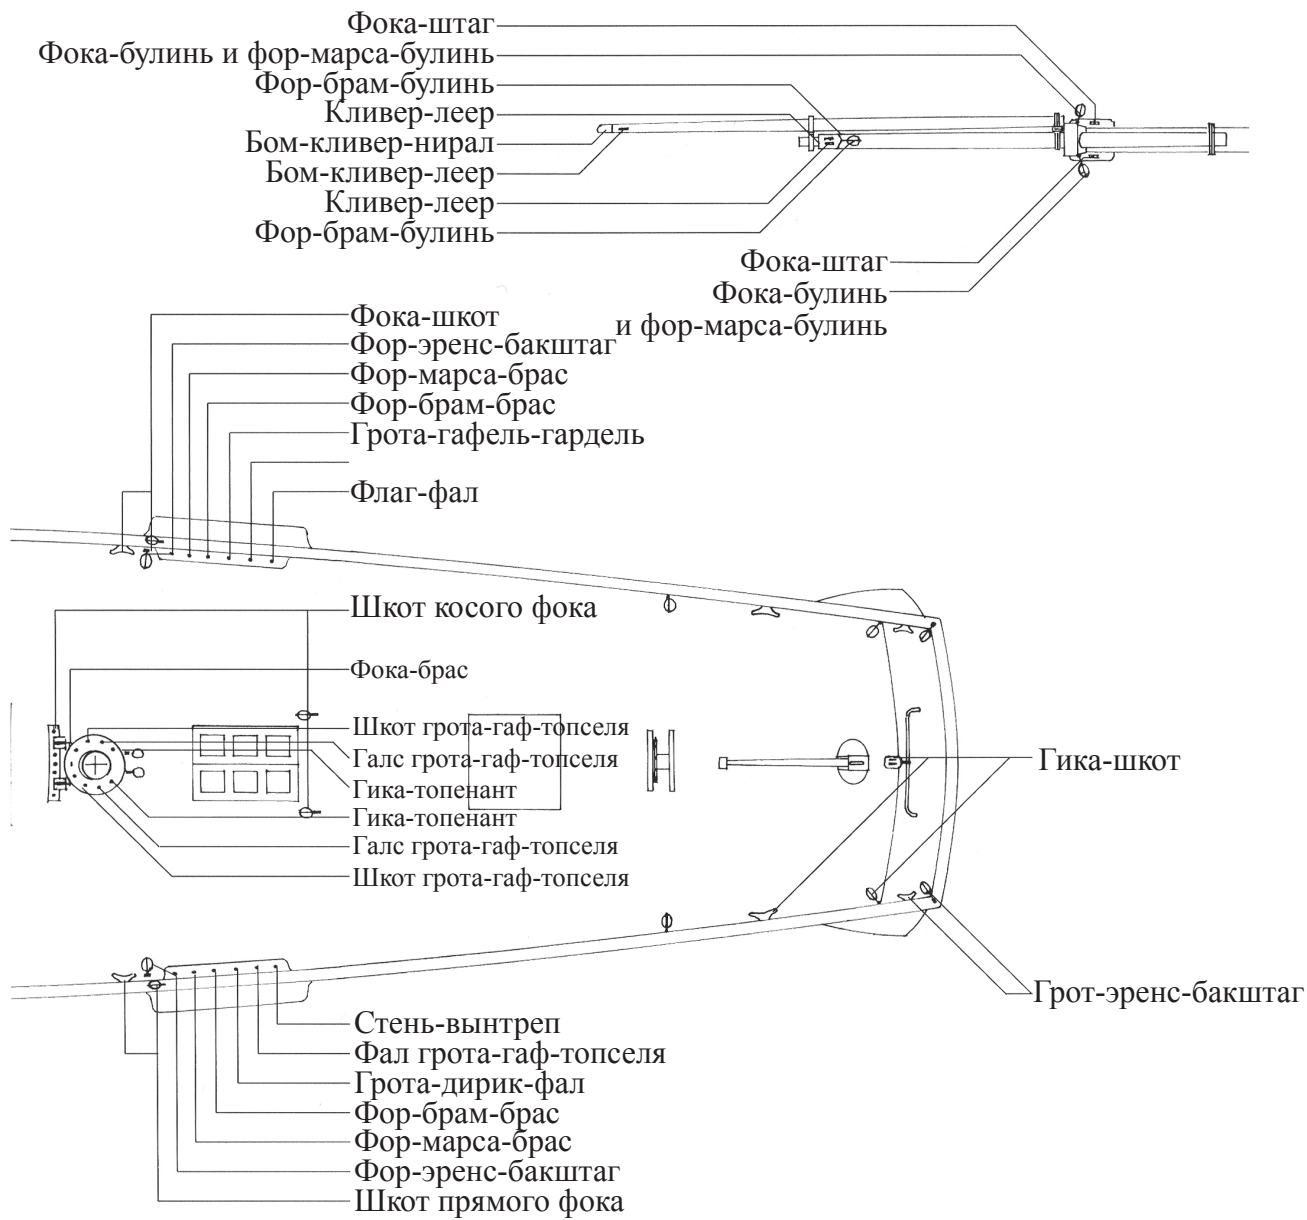 Фока-штаг
Фока-булинь и фор-марса-булинь
Фор-брам-булинь
Кливер-леер
Бом-кливер-нирал
Бом-кливер-леер
Кливер-леер
Фор-брам-булинь
Фока-штаг
Фока-булинь
и фор-марса-булинь
Фока-шкот
Фор-эренс-бакштаг
Фор-марса-брас
Фор-брам-брас
Грота-гафель-гардель
Флаг-фал
Шкот косого фока
Фока-брас
Шкот грота-гаф-топселя
Галс грота-гаф-топселя
Гика-топенант
Гика-топенант
Галс грота-гаф-топселя
Шкот грота-гаф-топселя
Гика-шкот
Грот-эренс-бакштаг
Стень-вынтреп
Фал грота-гаф-топселя
Грота-дирик-фал
Фор-брам-брас
Фор-марса-брас
Фор-эренс-бакштаг
Шкот прямого фока